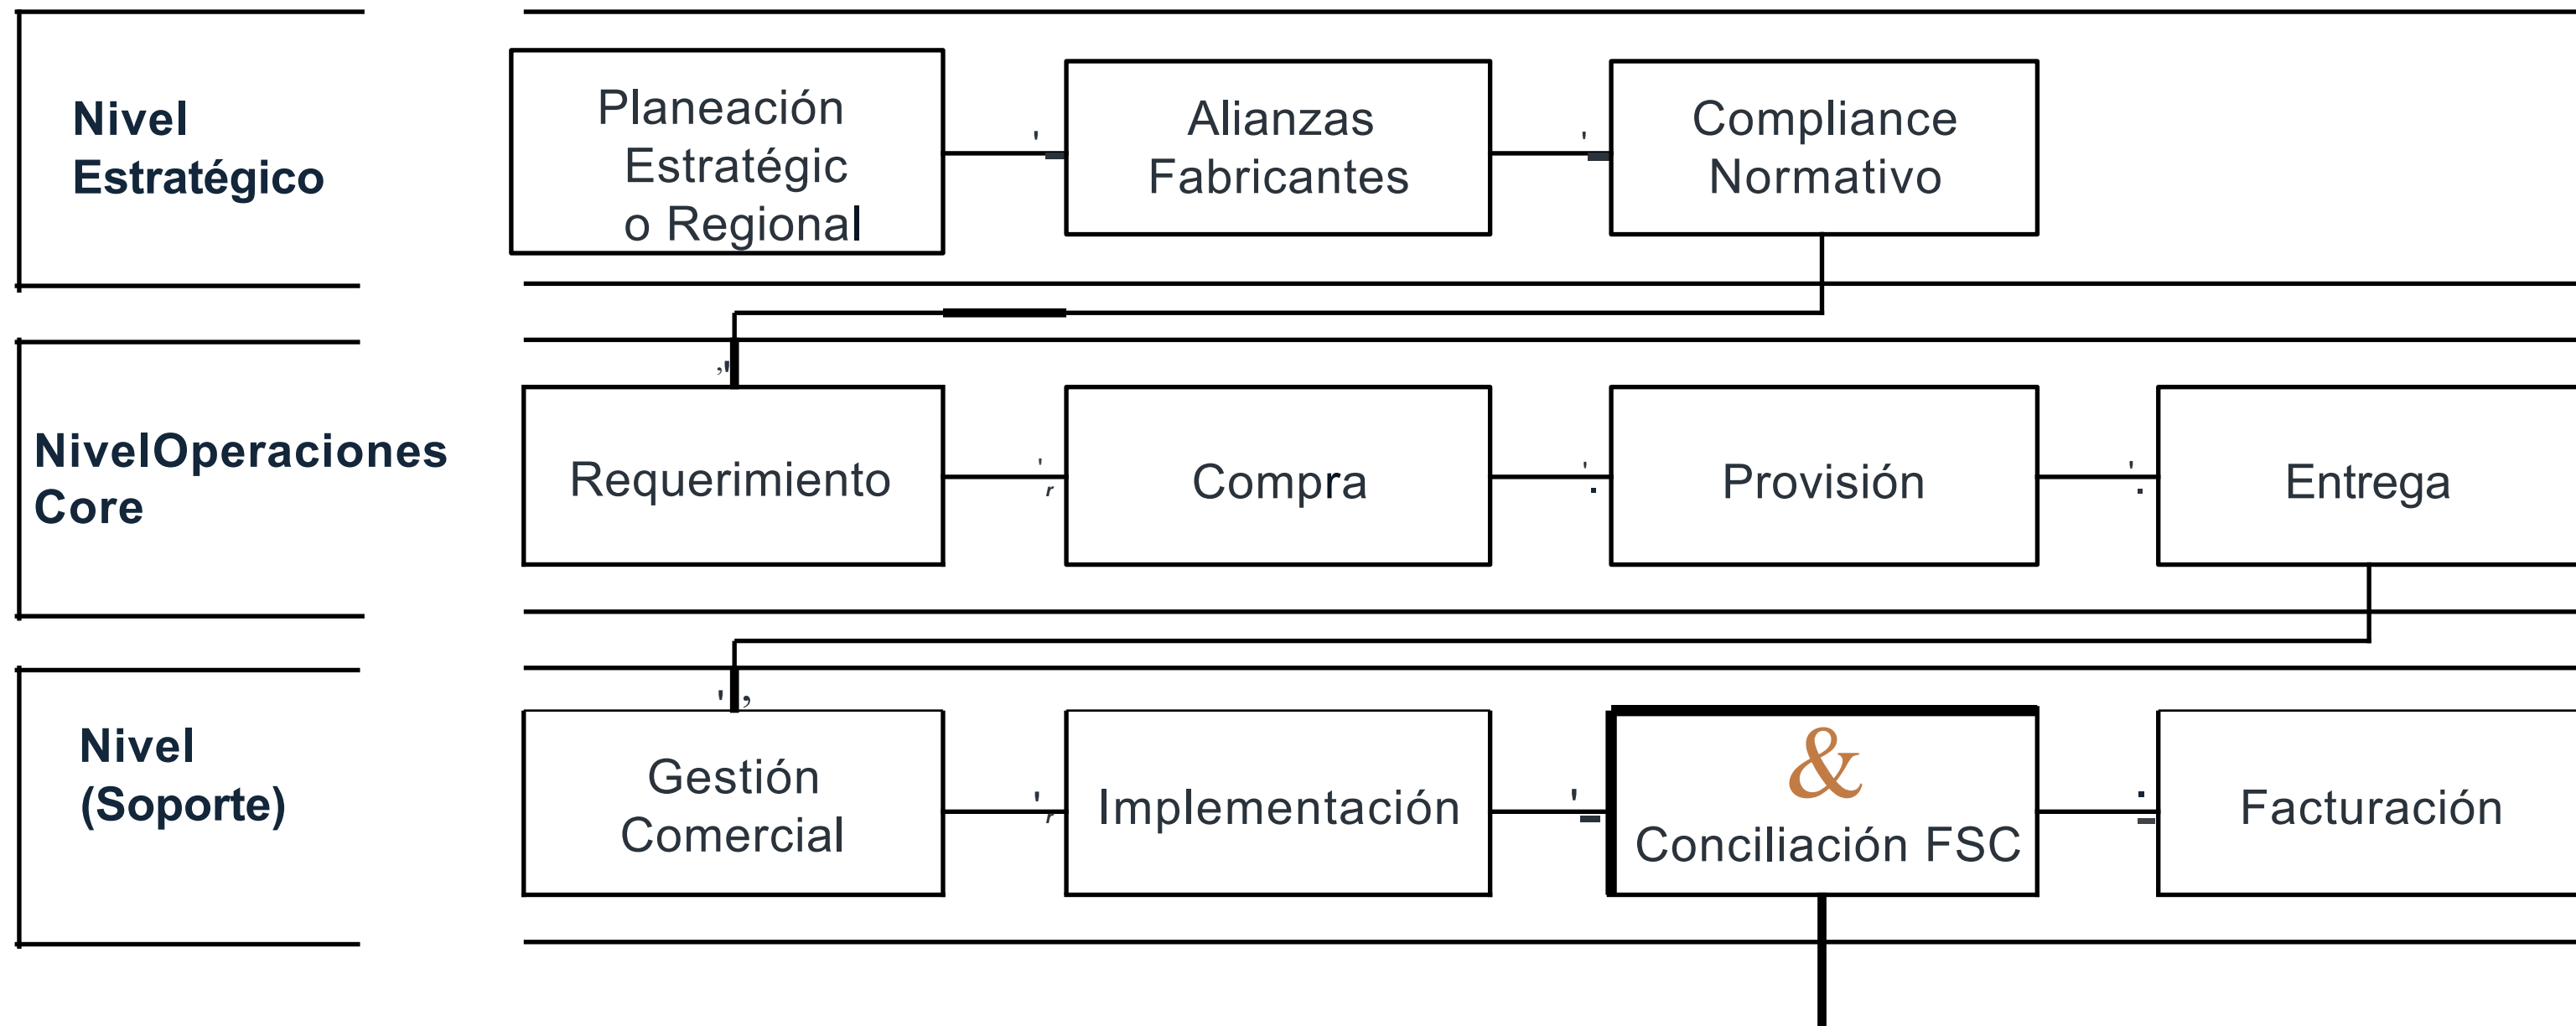 Nivel
Estratégico
Planeación
Estratégic
o Regional
Alianzas
Fabricantes
Compliance
Normativo
NivelOperaciones
Core
Requerimiento
Compra
Provisión
Entrega
Nivel
(Soporte)
Gestión
Comercial
Implementación
&
Conciliación FSC
Facturación